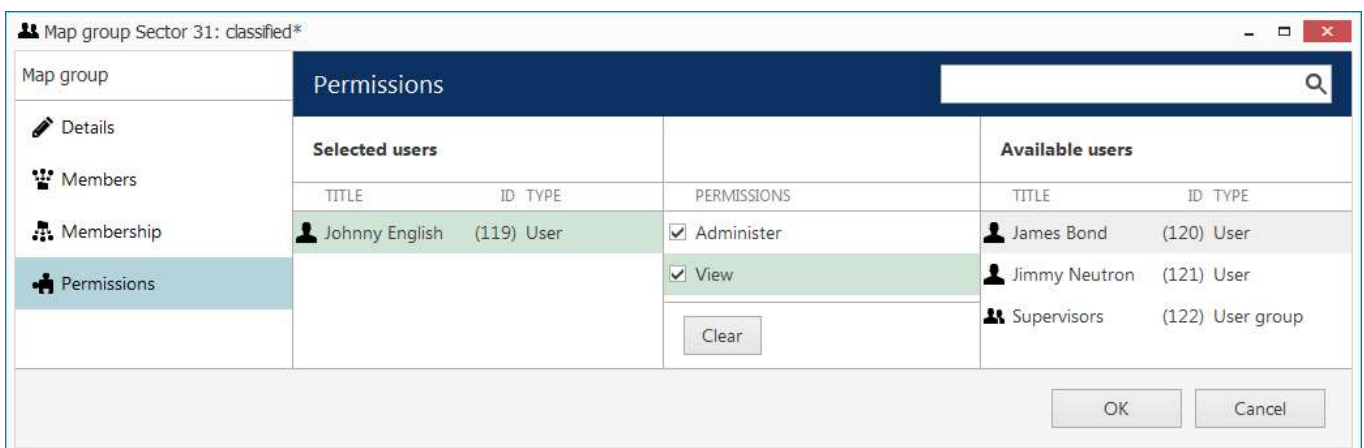 Map group Sector 31: classified*
Map group
Permissions
Details
Members
Membership
Permissions
Selected users
Available users
TITLE ID TYPE
PERMISSIONS
TITLE ID TYPE
Johnny English (119) User
Administer
James Bond (120) User
View
Jimmy Neutron (121) User
Supervisors (122) User group
Clear
OK
Cancel